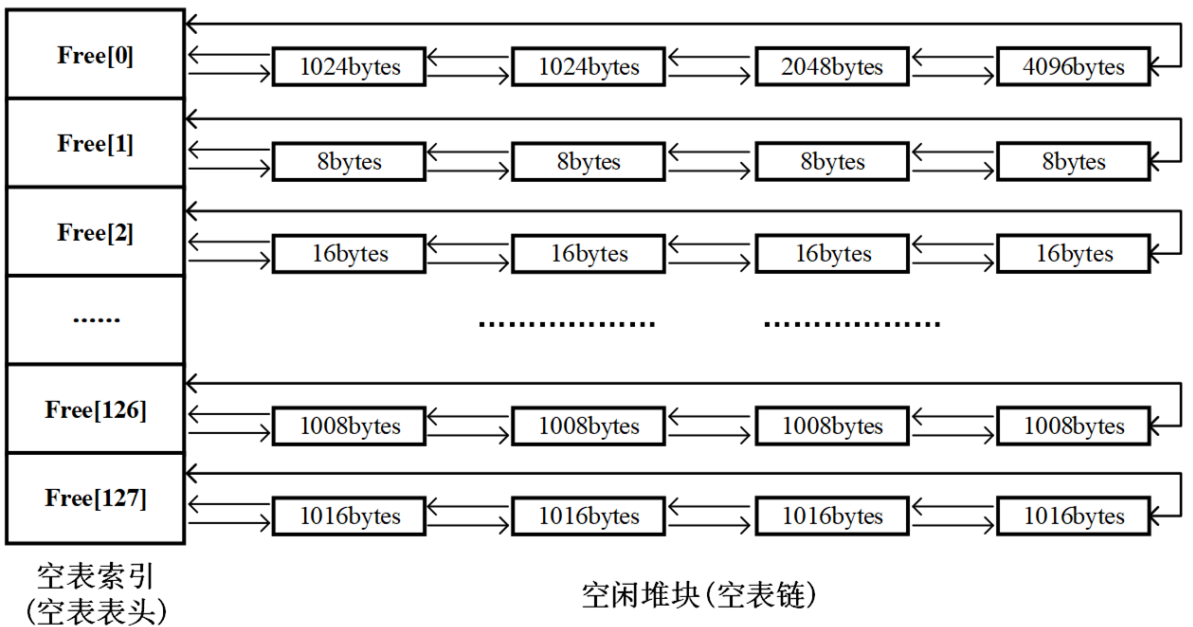 Free[0]
1024bytes 1024bytes 2048bytes 4096bytes
Free[1]
8bytes 8bytes 8bytes 8bytes
Free[2]
16bytes 16bytes 16bytes 16bytes
...... .................. ..................
Free[126]
1008bytes 1008bytes 1008bytes 1008bytes
Free[127]
1016bytes 1016bytes 1016bytes 1016bytes
空表索引
(空表表头)
空闲堆块(空表链)